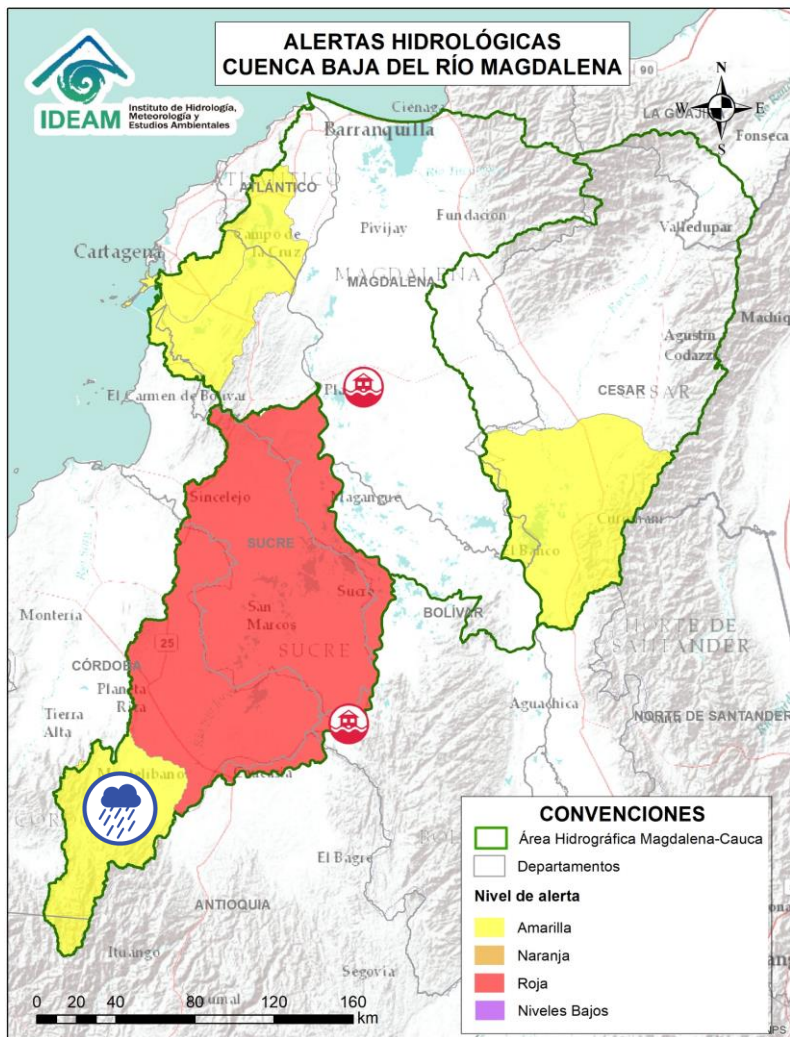 ALERTAS HIDROLÓGICAS
CUENCA BAJA DEL RÍO MAGDALENA
IDEAM
Instituto de Hidrología,
Meteorología y
Estudios Ambientales
N
W
E
S
90
Ciénaga
LA GUAJIRA
Barranquilla
Fonseca
ATLÁNTICO
Fundación
Pivijay
Valledupar
Campo de
la Cruz
Cartagena
MAGDALENA
MAGDALENA
Agustín
Codazzi
CESAR
El Carmen de Bolívar
Sincelejo
Magangué
Curumaní
SUCRE
El Banco
Sucre
San
Marcos
BOLÍVAR
Montería
25
SUCRE
NORTE DE
SANTANDER
CÓRDOBA
Planeta
Rica
Aguachica
Tierra
Alta
NORTE DE SANTANDER
Montelibano
El Bagre
ANTIOQUIA
Ituango
Segovia
CONVENCIONES
Área Hidrográfica Magdalena-Cauca
Departamentos
Nivel de alerta
Amarilla
Naranja
Roja
Niveles Bajos
0 20 40 80 120 160
km